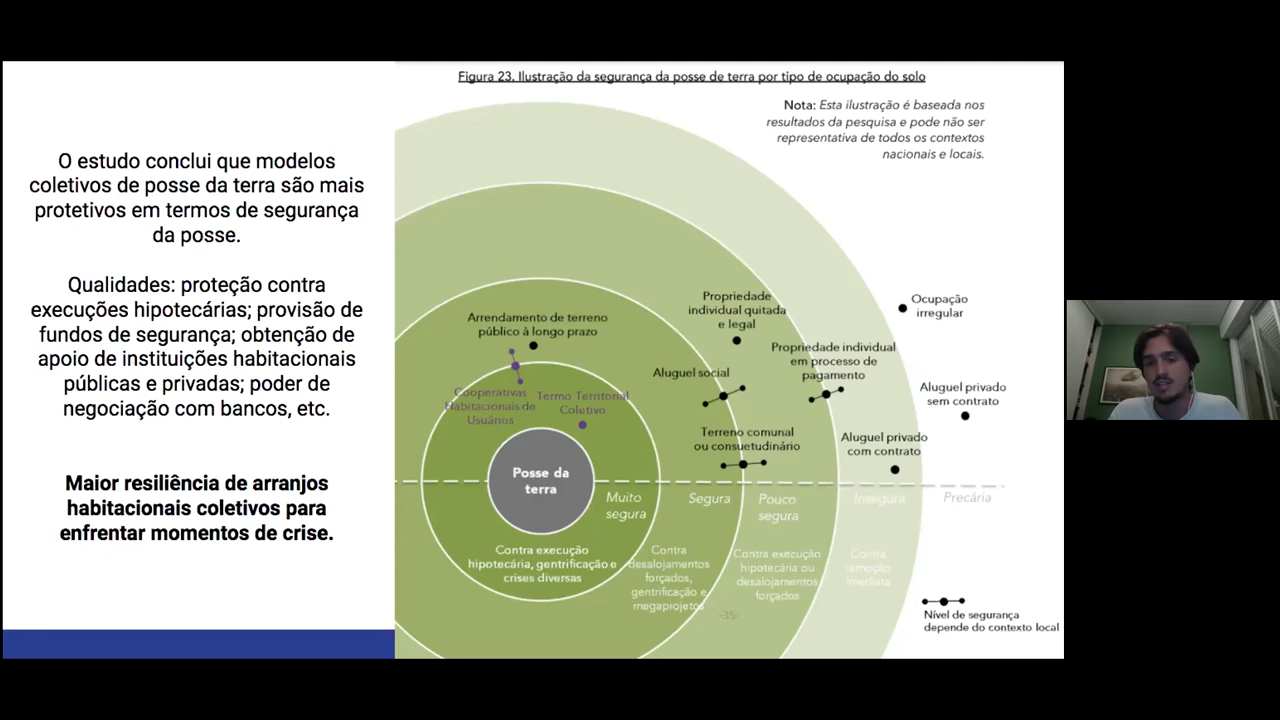 O estudo conclui que modelos
coletivos de posse da terra são mais
protetivos em termos de segurança
da posse.
Qualidades: proteção contra
execuções hipotecárias; provisão de
fundos de segurança; obtenção de
apoio de instituições habitacionais
públicas e privadas; poder de
negociação com bancos, etc.
Maior resiliência de arranjos
habitacionais coletivos para
enfrentar momentos de crise.
Figura 23. Ilustração da segurança da posse de terra por tipo de ocupação do solo
Nota: Esta ilustração é baseada nos
resultados da pesquisa e pode não ser
representativa de todos os contextos
nacionais e locais.
Arrendamento de terreno
público à longo prazo
Cooperativas
Habitacionais de
Usuários
Termo Territorial
Coletivo
Posse da
terra
Propriedade
individual quitada
e legal
Propriedade individual
em processo de
pagamento
Aluguel social
Terreno comunal
ou consuetudinário
Ocupação
irregular
Aluguel privado
sem contrato
Aluguel privado
com contrato
Muito
segura
Segura
Pouco
segura
Insegura
Precária
Contra execução
hipotecária, gentrificação e
crises diversas
Contra
desalojamentos
forçados,
gentrificação e
megaprojetos
Contra execução
hipotecária ou
desalojamentos
forçados
Contra
remoção
imediata
-35-
Nível de segurança
depende do contexto local